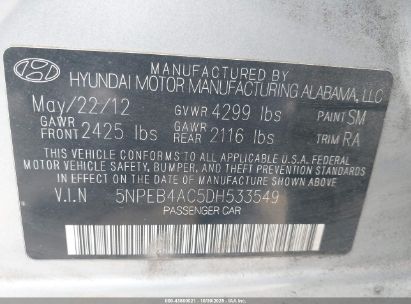 MANUFACTURED BY
HYUNDAI MOTOR MANUFACTURING ALABAMA, LLC
May/22/12 GVWR 4299 lbs PAINT SM
GAWR FRONT 2425 lbs GAWR REAR 2116 lbs TRIM RA
THIS VEHICLE CONFORMS TO ALL APPLICABLE U.S.A. FEDERAL
MOTOR VEHICLE SAFETY, BUMPER, AND THEFT PREVENTION STANDARDS
IN EFFECT ON THE DATE OF MANUFACTURE SHOWN ABOVE.
V.I.N 5NPEB4AC5DH533549
PASSENGER CAR